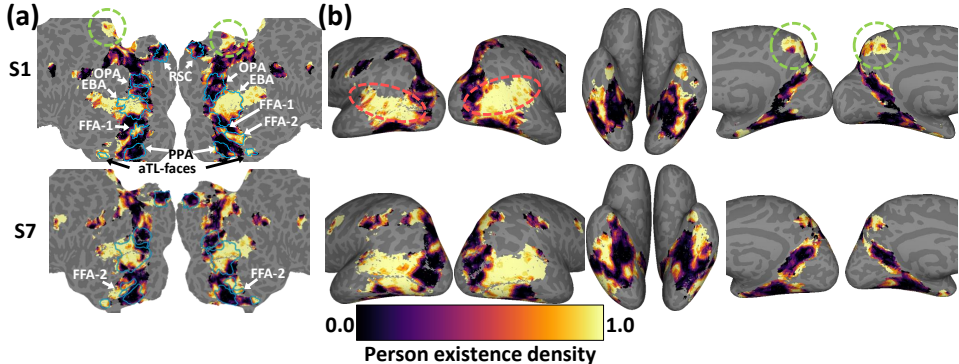 (a)
(b)
S1
OPA
EBA
RSC
OPA
EBA
FFA-1
FFA-1
FFA-2
PPA
aTL-faces
S7
FFA-2
FFA-2
0.0
1.0
Person existence density